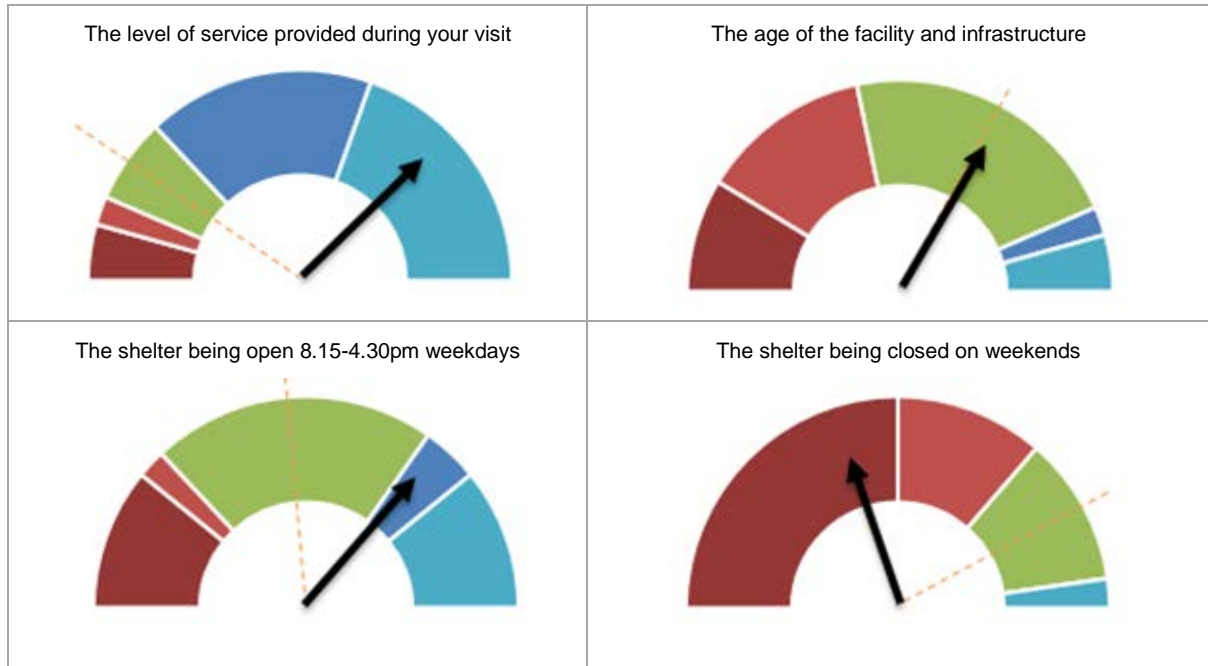 The level of service provided during your visit
The age of the facility and infrastructure
The shelter being open 8.15-4.30pm weekdays
The shelter being closed on weekends